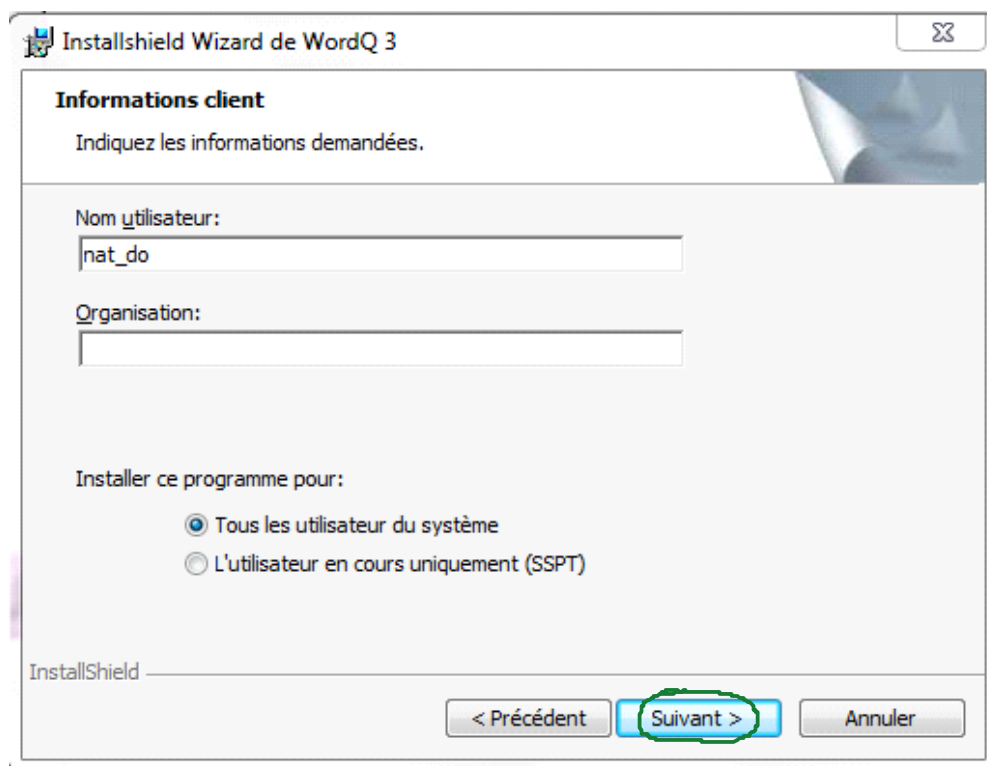 Installshield Wizard de WordQ 3
Informations client
Indiquez les informations demandées.
Nom utilisateur:
nat_do
Organisation:
Installer ce programme pour:
Tous les utilisateur du système
L'utilisateur en cours uniquement (SSPT)
InstallShield
< Précédent Suivant > Annuler